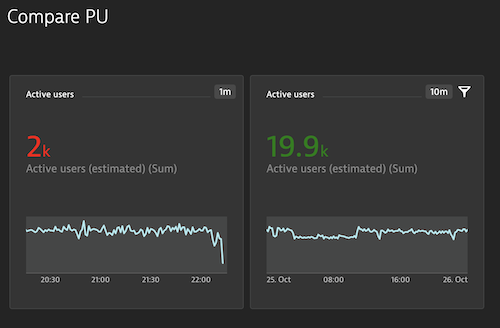 Compare PU
Active users 1m
2k
Active users (estimated) (Sum)
20:30 21:00 21:30 22:00
Active users 10m
19.9k
Active users (estimated) (Sum)
25. Oct 08:00 16:00 26. Oct